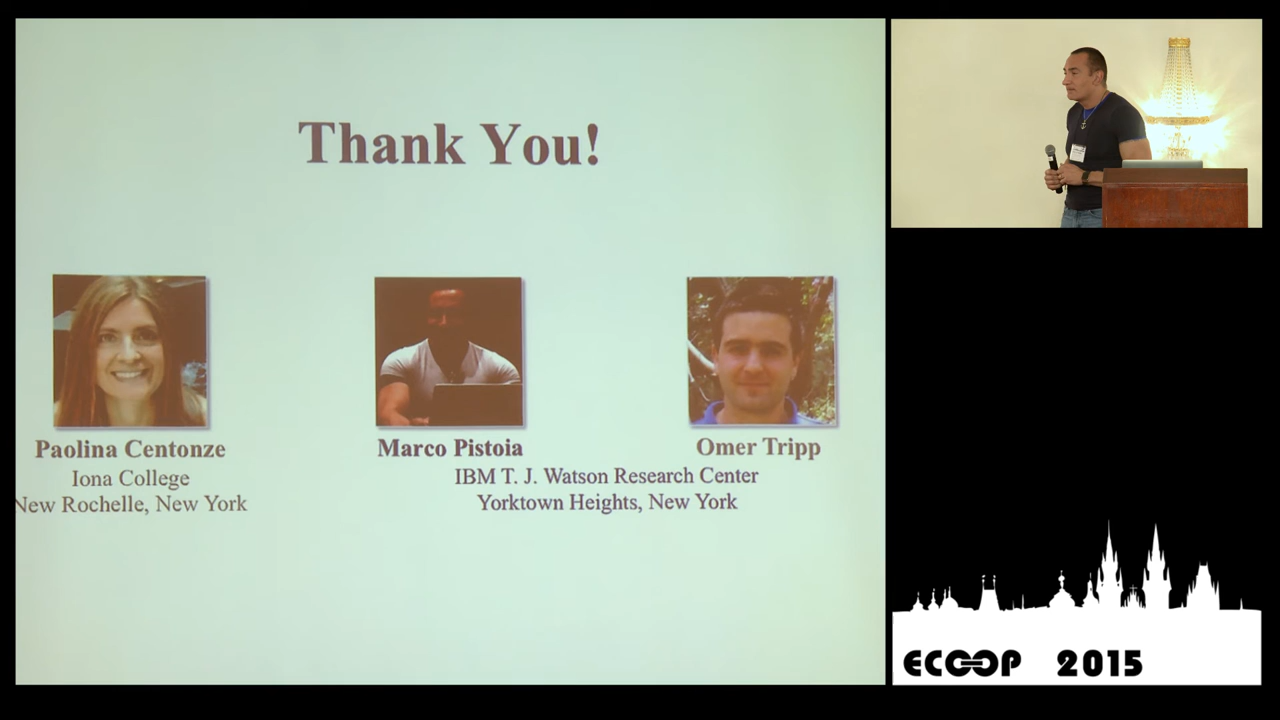 Thank You!
Paolina Centonze
Iona College
New Rochelle, New York
Marco Pistoia
Omer Tripp
IBM T. J. Watson Research Center
Yorktown Heights, New York
ECOOP 2015